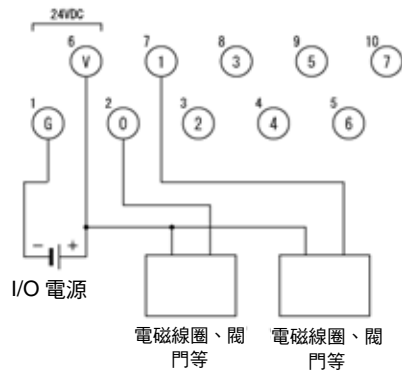 24VDC
6 7 8 9 10
V 1 3 5 7
1 2 3 4 5
G 0 2 4 6
− +
I/O 電源
電磁線圈、閥 電磁線圈、閥
門等 門等